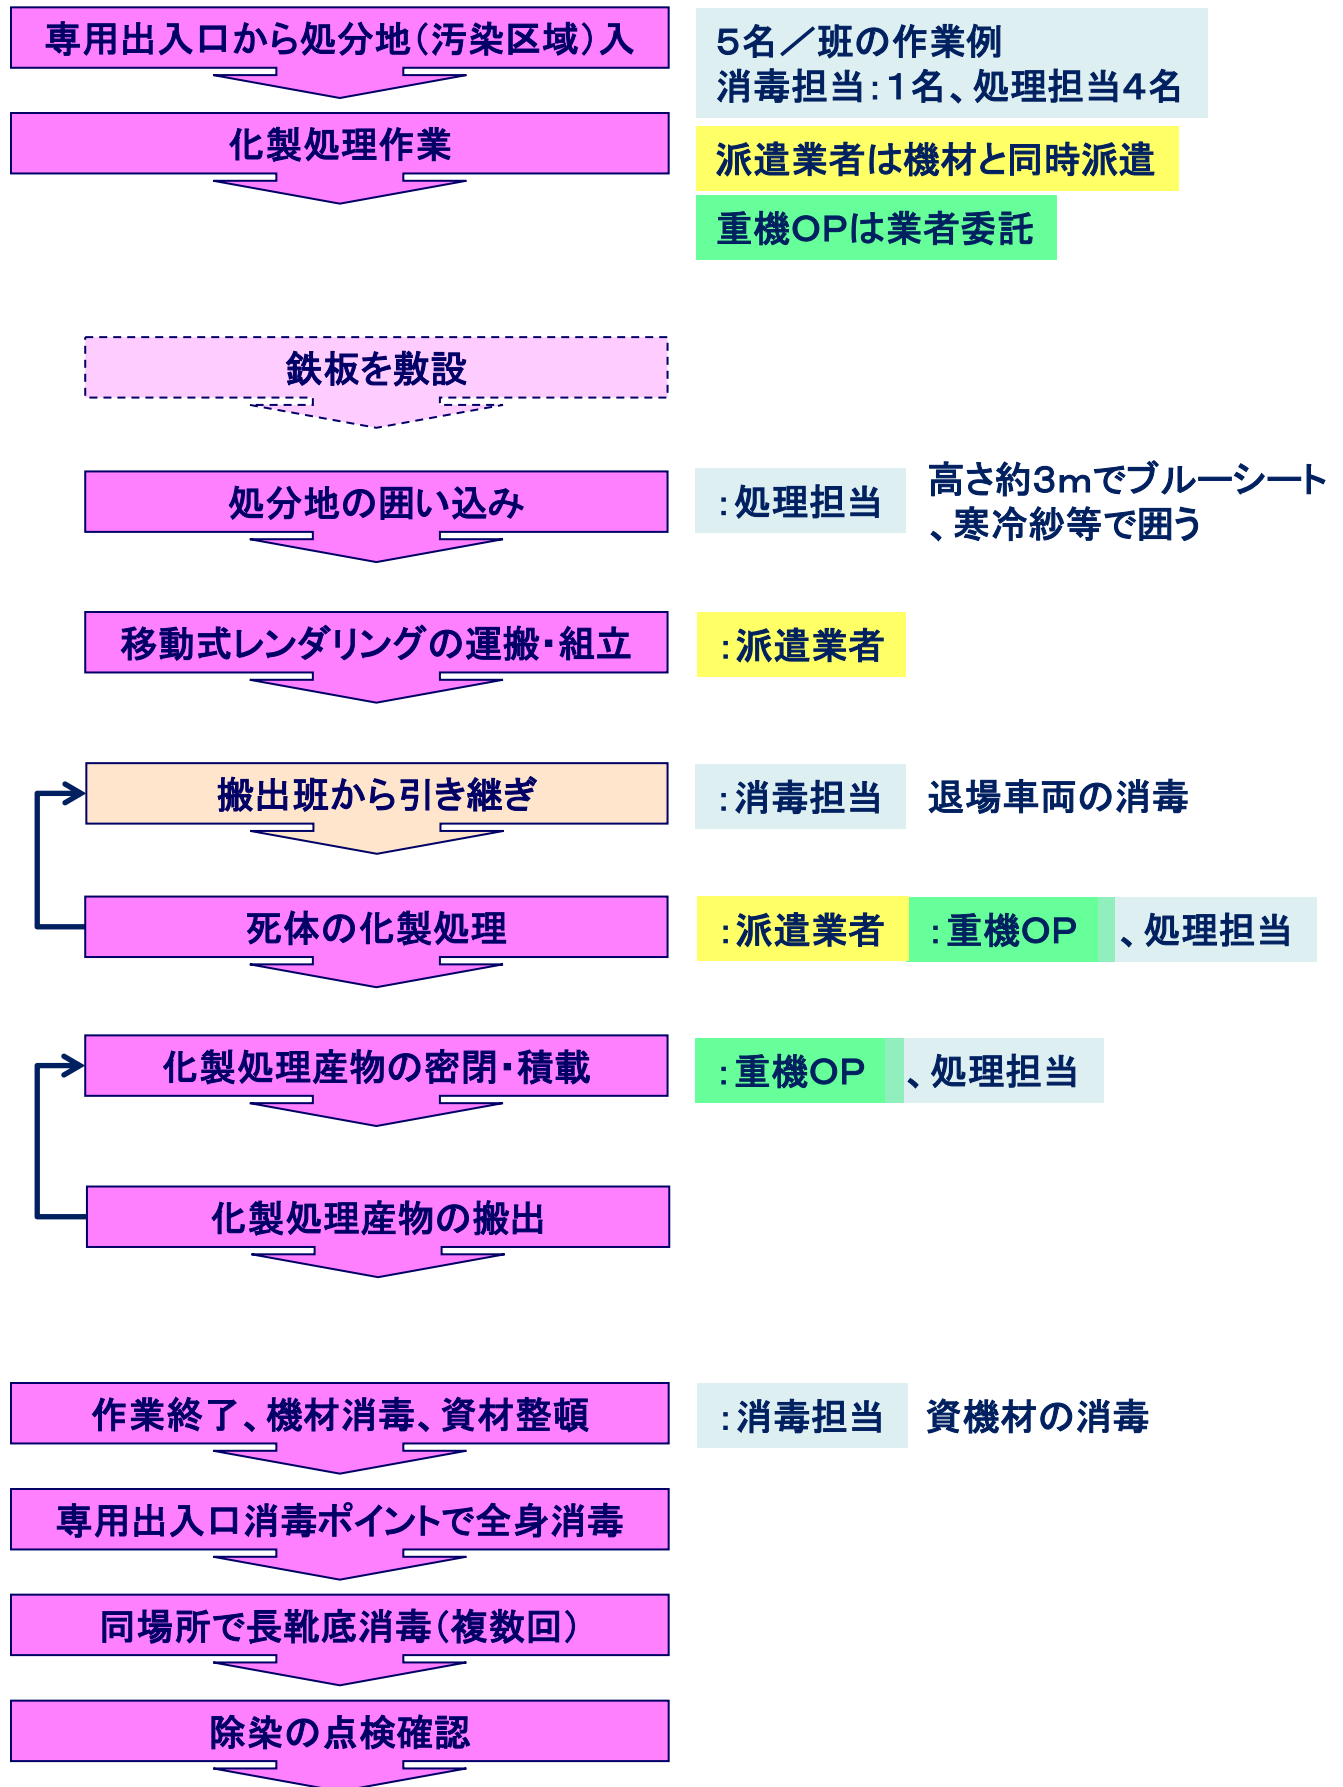 専用出入口から処分地（汚染区域）入
5名／班の作業例
消毒担当：1名、処理担当4名
化製処理作業
派遣業者は機材と同時派遣
重機OPは業者委託
鉄板を敷設
処分地の囲い込み
：処理担当
高さ約3mでブルーシート
、寒冷紗等で囲う
移動式レンダリングの運搬・組立
：派遣業者
搬出班から引き継ぎ
：消毒担当
退場車両の消毒
死体の化製処理
：派遣業者
：重機OP
、処理担当
化製処理産物の密閉・積載
：重機OP
、処理担当
化製処理産物の搬出
作業終了、機材消毒、資材整頓
：消毒担当
資機材の消毒
専用出入口消毒ポイントで全身消毒
同場所で長靴底消毒（複数回）
除染の点検確認